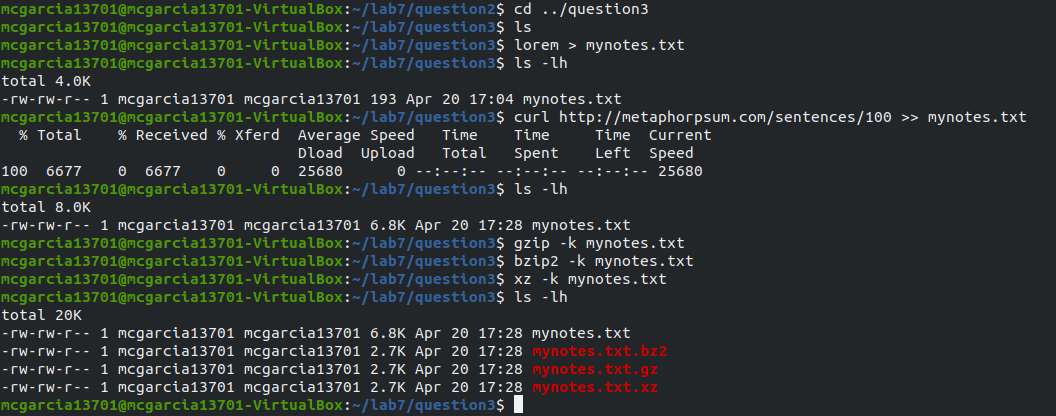 mcgarcia13701@mcgarcia13701-VirtualBox:~/lab7/question2$ cd ../question3
mcgarcia13701@mcgarcia13701-VirtualBox:~/lab7/question3$ ls
mcgarcia13701@mcgarcia13701-VirtualBox:~/lab7/question3$ lorem > mynotes.txt
mcgarcia13701@mcgarcia13701-VirtualBox:~/lab7/question3$ ls -lh
total 4.0K
-rw-rw-r-- 1 mcgarcia13701 mcgarcia13701 193 Apr 20 17:04 mynotes.txt
mcgarcia13701@mcgarcia13701-VirtualBox:~/lab7/question3$ curl http://metaphorpsum.com/sentences/100 >> mynotes.txt
  % Total    % Received % Xferd  Average Speed   Time    Time     Time  Current
                                 Dload  Upload   Total   Spent    Left  Speed
100  6677    0  6677    0     0  25680      0 --:--:-- --:--:-- --:--:-- 25680
mcgarcia13701@mcgarcia13701-VirtualBox:~/lab7/question3$ ls -lh
total 8.0K
-rw-rw-r-- 1 mcgarcia13701 mcgarcia13701 6.8K Apr 20 17:28 mynotes.txt
mcgarcia13701@mcgarcia13701-VirtualBox:~/lab7/question3$ gzip -k mynotes.txt
mcgarcia13701@mcgarcia13701-VirtualBox:~/lab7/question3$ bzip2 -k mynotes.txt
mcgarcia13701@mcgarcia13701-VirtualBox:~/lab7/question3$ xz -k mynotes.txt
mcgarcia13701@mcgarcia13701-VirtualBox:~/lab7/question3$ ls -lh
total 20K
-rw-rw-r-- 1 mcgarcia13701 mcgarcia13701 6.8K Apr 20 17:28 mynotes.txt
-rw-rw-r-- 1 mcgarcia13701 mcgarcia13701 2.7K Apr 20 17:28 mynotes.txt.bz2
-rw-rw-r-- 1 mcgarcia13701 mcgarcia13701 2.7K Apr 20 17:28 mynotes.txt.gz
-rw-rw-r-- 1 mcgarcia13701 mcgarcia13701 2.7K Apr 20 17:28 mynotes.txt.xz
mcgarcia13701@mcgarcia13701-VirtualBox:~/lab7/question3$